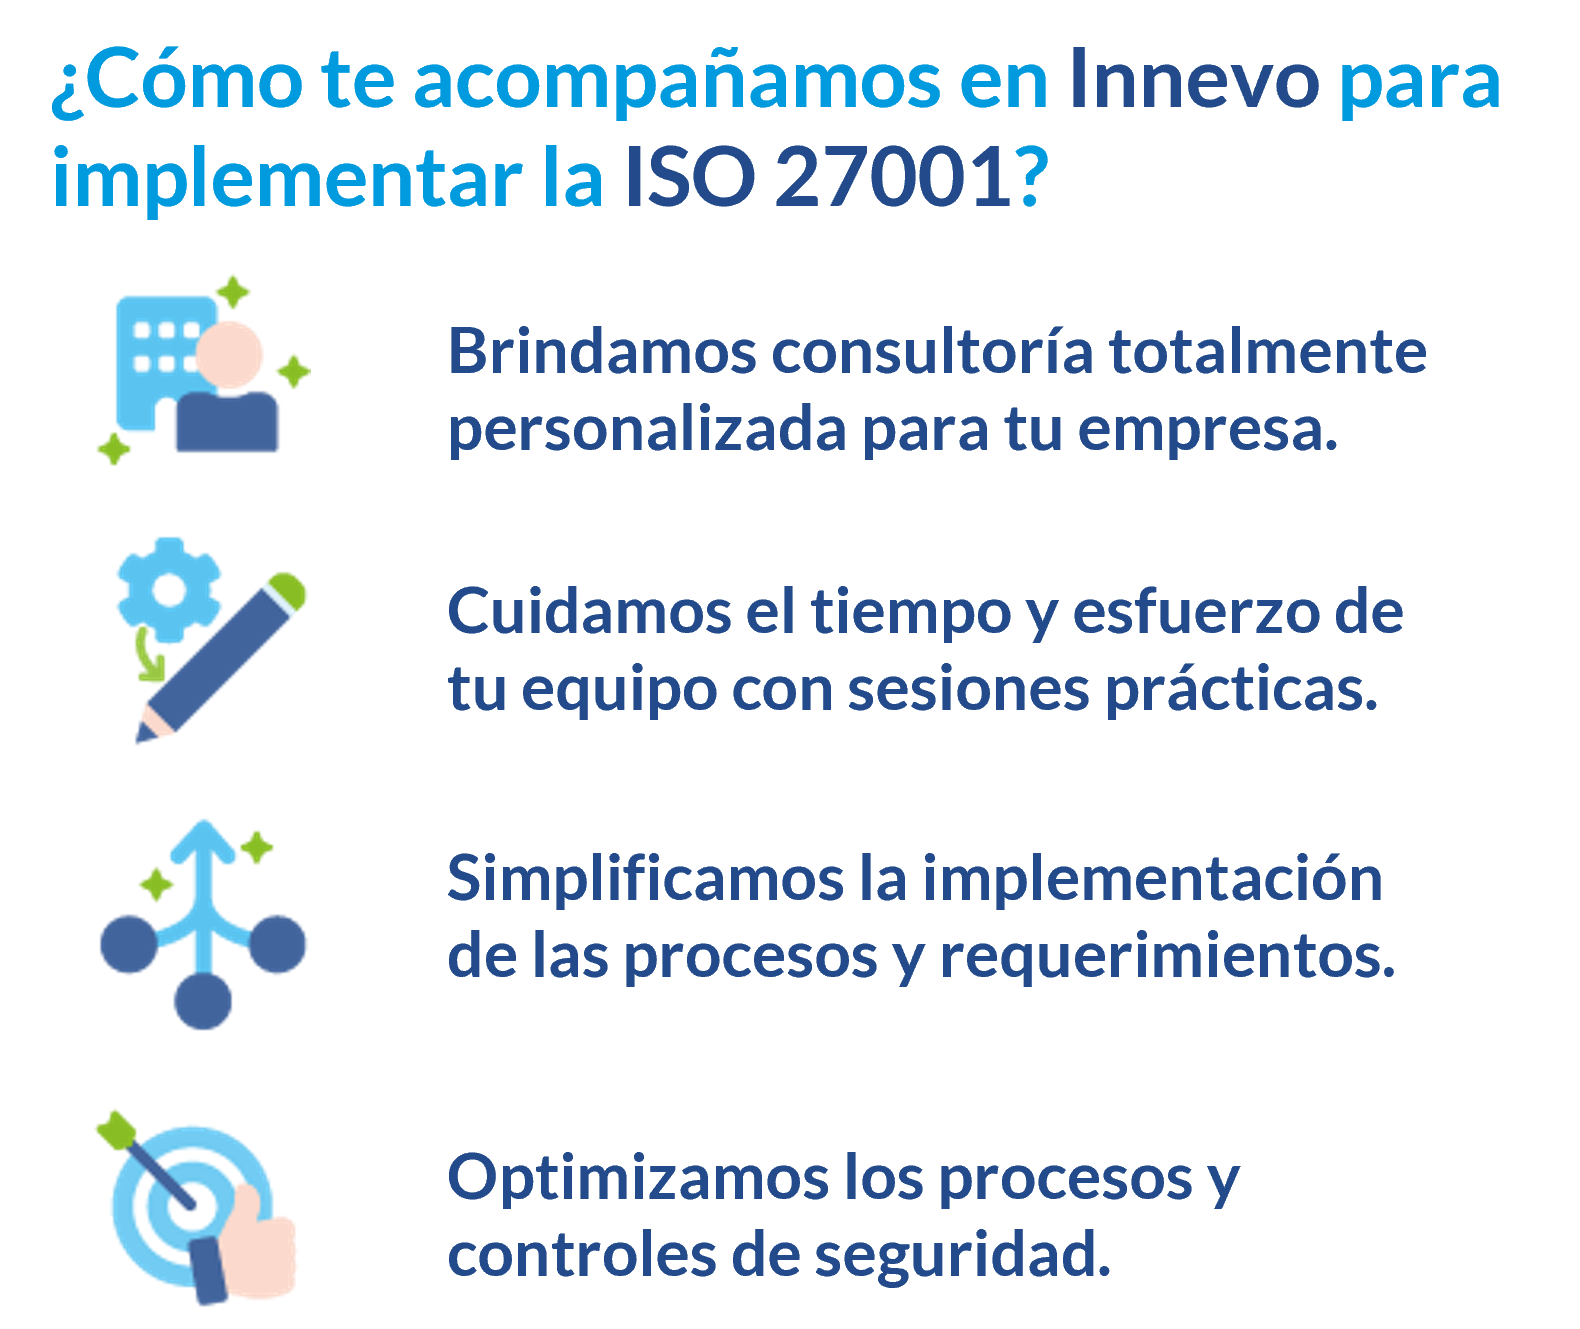 ¿Cómo te acompañamos en Innevo para
implementar la ISO 27001?
Brindamos consultoría totalmente
personalizada para tu empresa.
Cuidamos el tiempo y esfuerzo de
tu equipo con sesiones prácticas.
Simplificamos la implementación
de las procesos y requerimientos.
Optimizamos los procesos y
controles de seguridad.